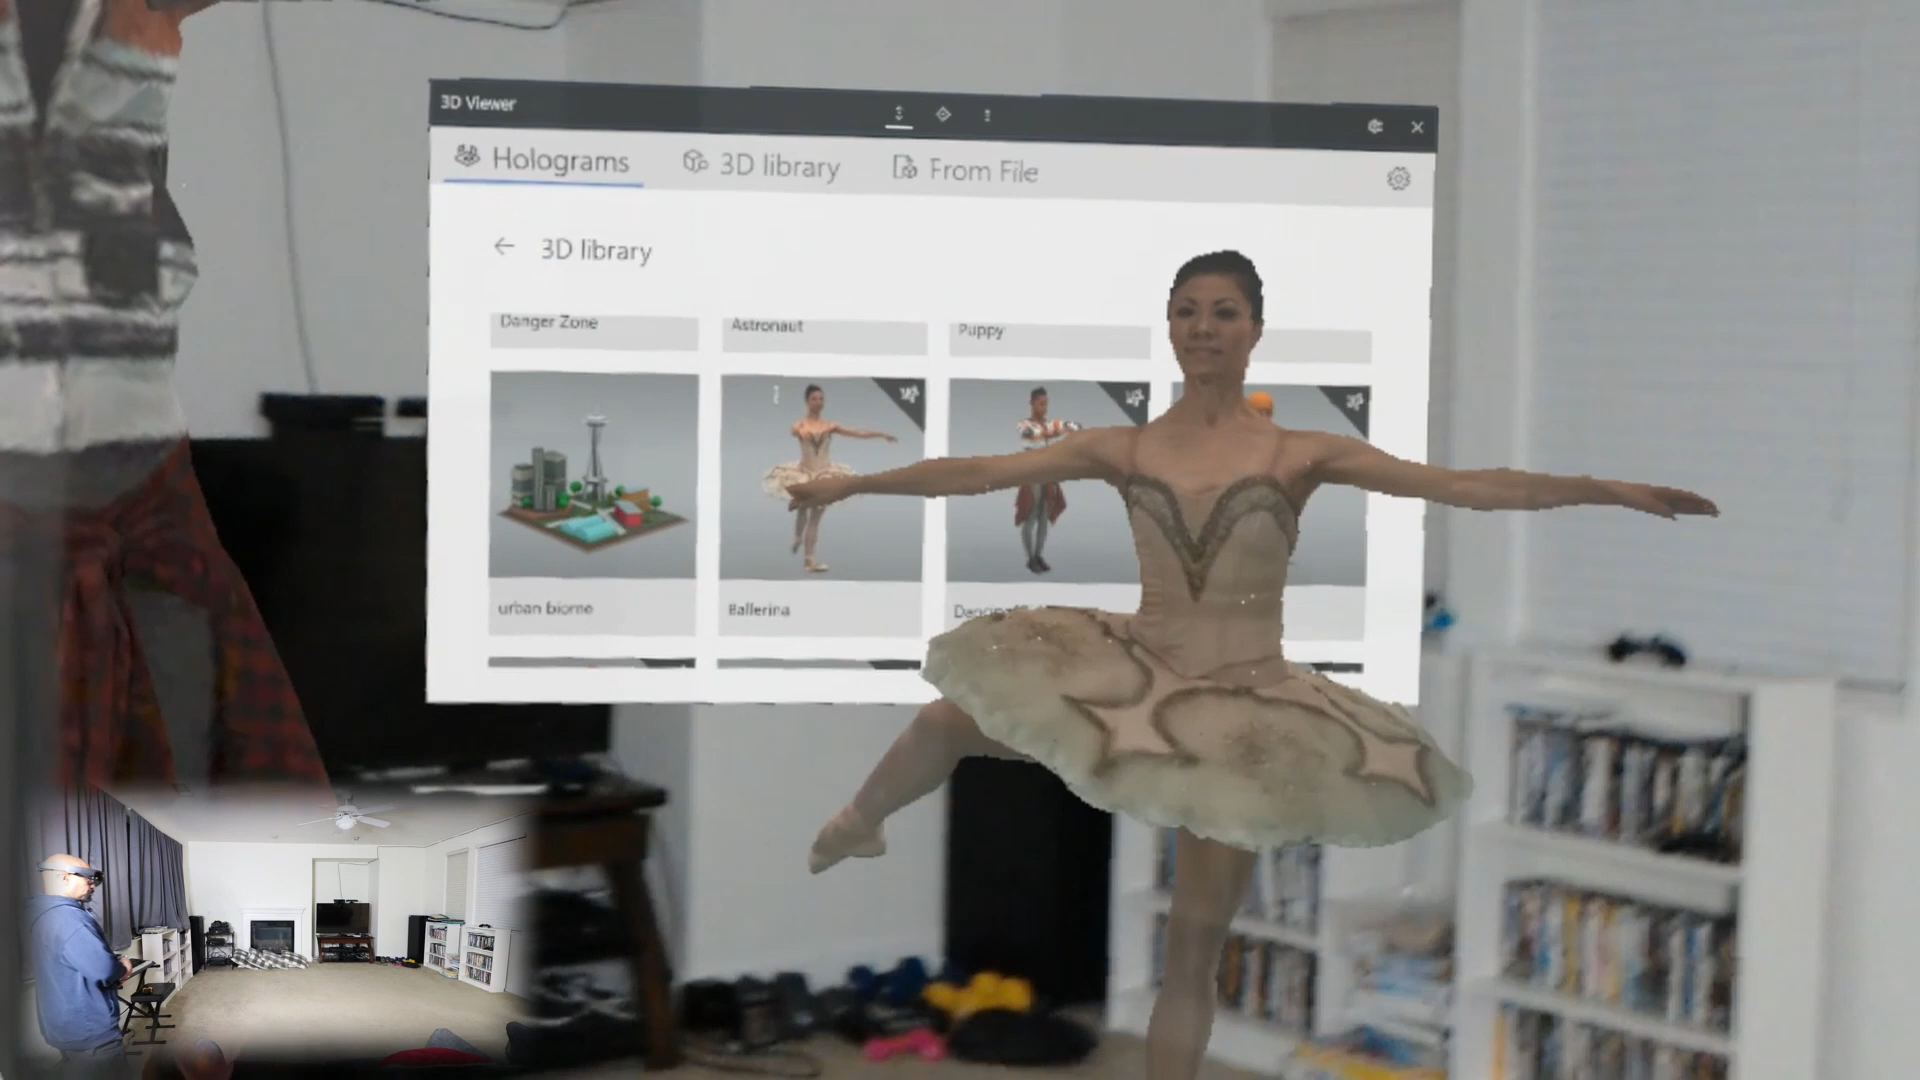 3D Viewer
Holograms
3D library
From File
3D library
Danger Zone
Astronaut
Puppy
urban biome
Ballerina